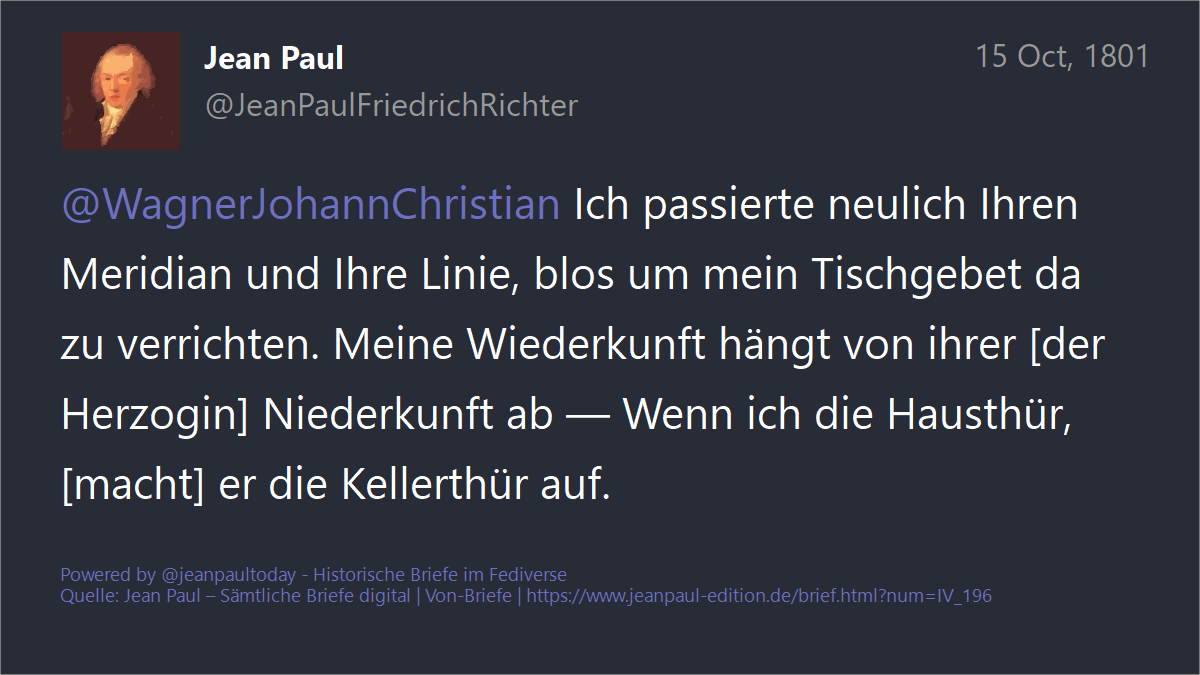 Jean Paul
15 Oct, 1801
@JeanPaulFriedrichRichter
@WagnerJohannChristian Ich passierte neulich Ihren
Meridian und Ihre Linie, blos um mein Tischgebet da
zu verrichten. Meine Wiederkunft hängt von ihrer [der
Herzogin] Niederkunft ab — Wenn ich die Hausthür,
[macht] er die Kellerthür auf.
Powered by @jeanpaultoday - Historische Briefe im Fediverse
Quelle: Jean Paul – Sämtliche Briefe digital | Von-Briefe | https://www.jeanpaul-edition.de/brief.html?num=IV_196